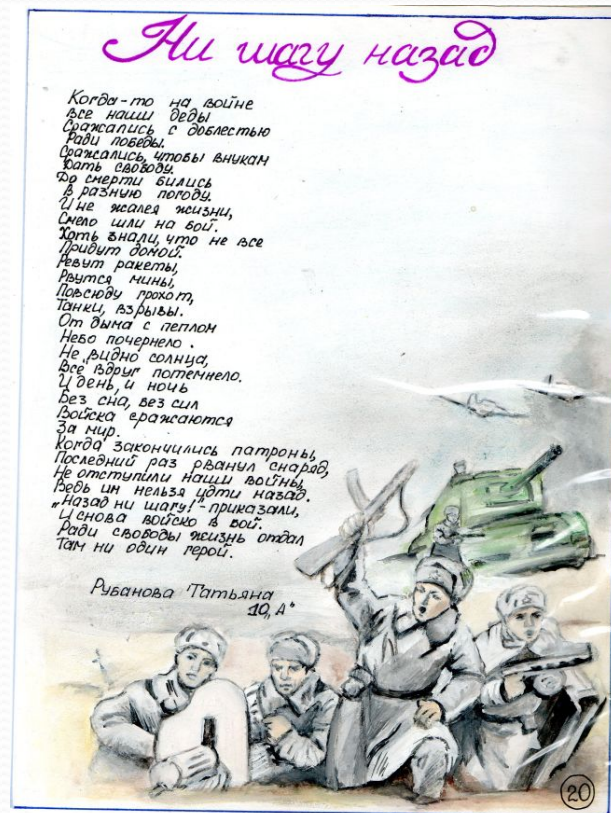 Ни шагу назад
Когда-то на войне
Все наши деды
Сражались с доблестью
Ради победы.
Сражались, чтобы внукам
Дать свободу.
До смерти бились
В разную погоду.
И не жалея жизни,
Смело шли на бой.
Хоть знали, что не все
Придут домой.
Ревут ракеты,
Рвутся мины,
Повсюду грохот,
Танки, взрывы.
От дыма с пеплом
Небо почернело.
Не видно солнца,
Все вдруг потемнело.
И день, и ночь
Без сна, без сил
Войска сражаются
За мир.
Когда закончились патроны,
Последний раз рванул снаряд,
Не отступили наши войны,
Ведь им нельзя идти назад.
„Назад ни шагу! - приказали,
И снова войско в бой.
Ради свободы жизнь отдал
Там ни один герой.
Рубанова Татьяна
10„А“
20